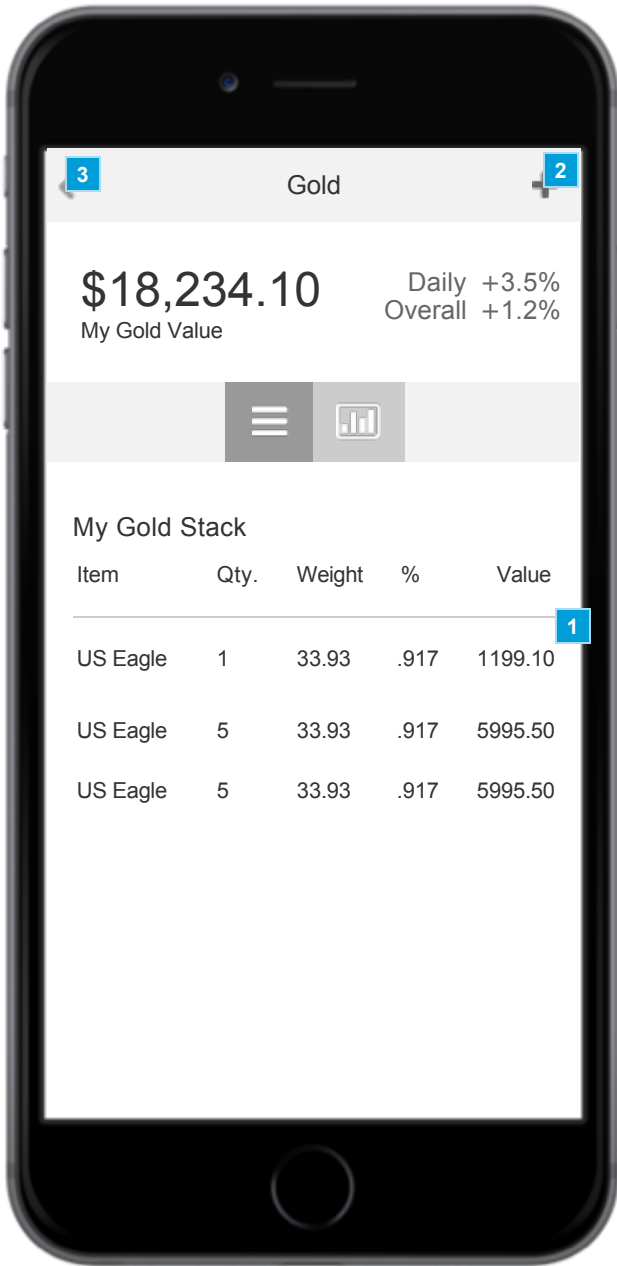 3 Gold 2
$18,234.10
My Gold Value
Daily +3.5%
Overall +1.2%
My Gold Stack
Item Qty. Weight % Value
1
US Eagle 1 33.93 .917 1199.10
US Eagle 5 33.93 .917 5995.50
US Eagle 5 33.93 .917 5995.50